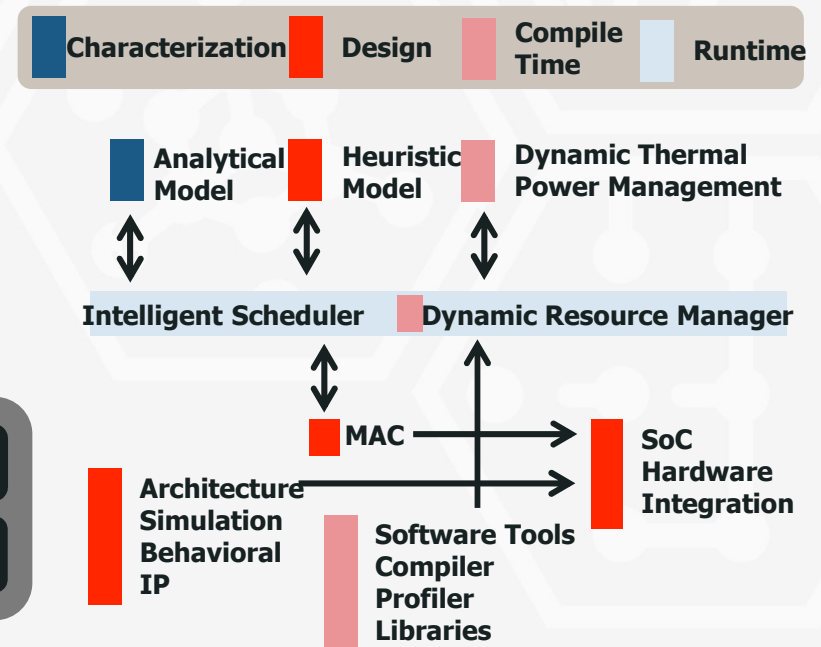 Characterization
Design
Compile
Time
Runtime
Analytical
Model
Heuristic
Model
Dynamic Thermal
Power Management
Intelligent Scheduler
Dynamic Resource Manager
MAC
SoC
Hardware
Integration
Architecture
Simulation
Behavioral
IP
Software Tools
Compiler
Profiler
Libraries